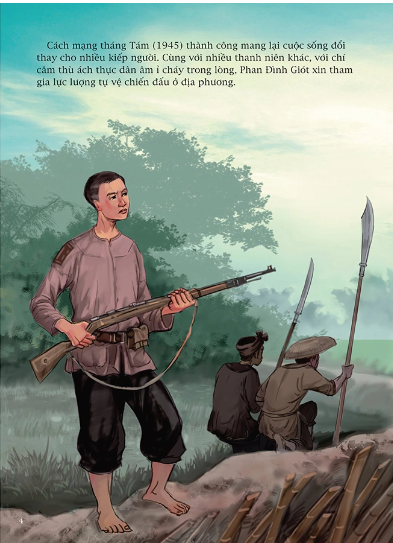 Cách mạng tháng Tám (1945) thành công mang lại cuộc sống đổi
thay cho nhiều kiếp người. Cùng với nhiều thanh niên khác, với chí
căm thù ách thực dân âm ỉ cháy trong lòng, Phan Đình Giót xin tham
gia lực lượng tự vệ chiến đấu ở địa phương.
4